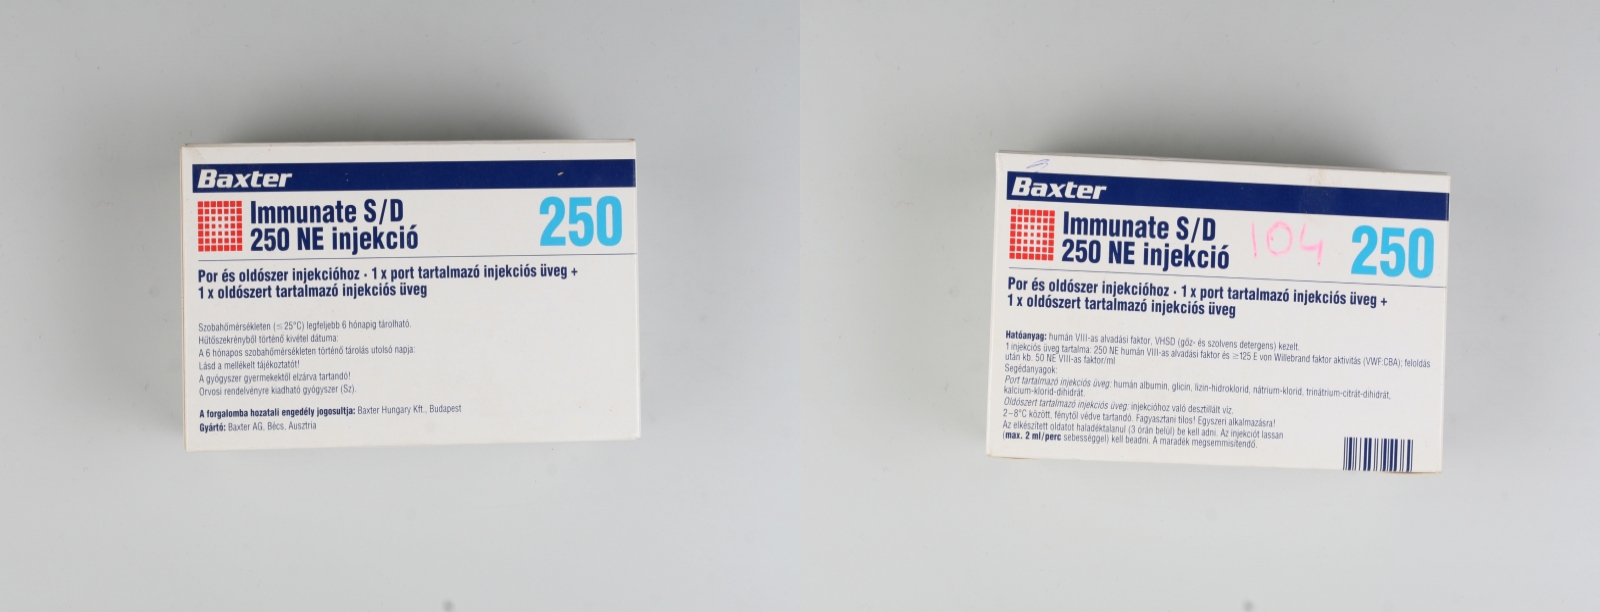 Baxter
Immunate S/D
250 NE injekció
250
Por és oldószer injekcióhoz · 1 x port tartalmazó injekciós üveg +
1 x oldószert tartalmazó injekciós üveg
Szobahőmérsékleten (≤ 25°C) legfeljebb 6 hónapig tárolható.
Hűtőszekrényből történő kivétel dátuma:
A 6 hónapos szobahőmérsékleten történő tárolás utolsó napja:
Lásd a mellékelt tájékoztatót!
A gyógyszer gyermekektől elzárva tartandó!
Orvosi rendelvényre kiadható gyógyszer (Sz).
A forgalomba hozatali engedély jogosultja: Baxter Hungary Kft., Budapest
Gyártó: Baxter AG, Bécs, Ausztria
Baxter
Immunate S/D
250 NE injekció
104
250
Por és oldószer injekcióhoz · 1 x port tartalmazó injekciós üveg +
1 x oldószert tartalmazó injekciós üveg
Hatóanyag: humán VIII-as alvadási faktor, VHSD (gőz- és szolvens detergens) kezelt.
1 injekciós üveg tartalma: 250 NE humán VIII-as alvadási faktor és ≥125 E von Willebrand faktor aktivitás (VWF:CBA); feloldás
után kb. 50 NE VIII-as faktor/ml
Segédanyagok:
Port tartalmazó injekciós üveg: humán albumin, glicin, lizin-hidroklorid, nátrium-klorid, trinátrium-citrát-dihidrát,
kalcium-klorid-dihidrát.
Oldószert tartalmazó injekciós üveg: injekcióhoz való desztillált víz.
2–8°C között, fénytől védve tartandó. Fagyasztani tilos! Egyszeri alkalmazásra!
Az elkészített oldatot haladéktalanul (3 órán belül) be kell adni. Az injekciót lassan
(max. 2 ml/perc sebességgel) kell beadni. A maradék megsemmisítendő.